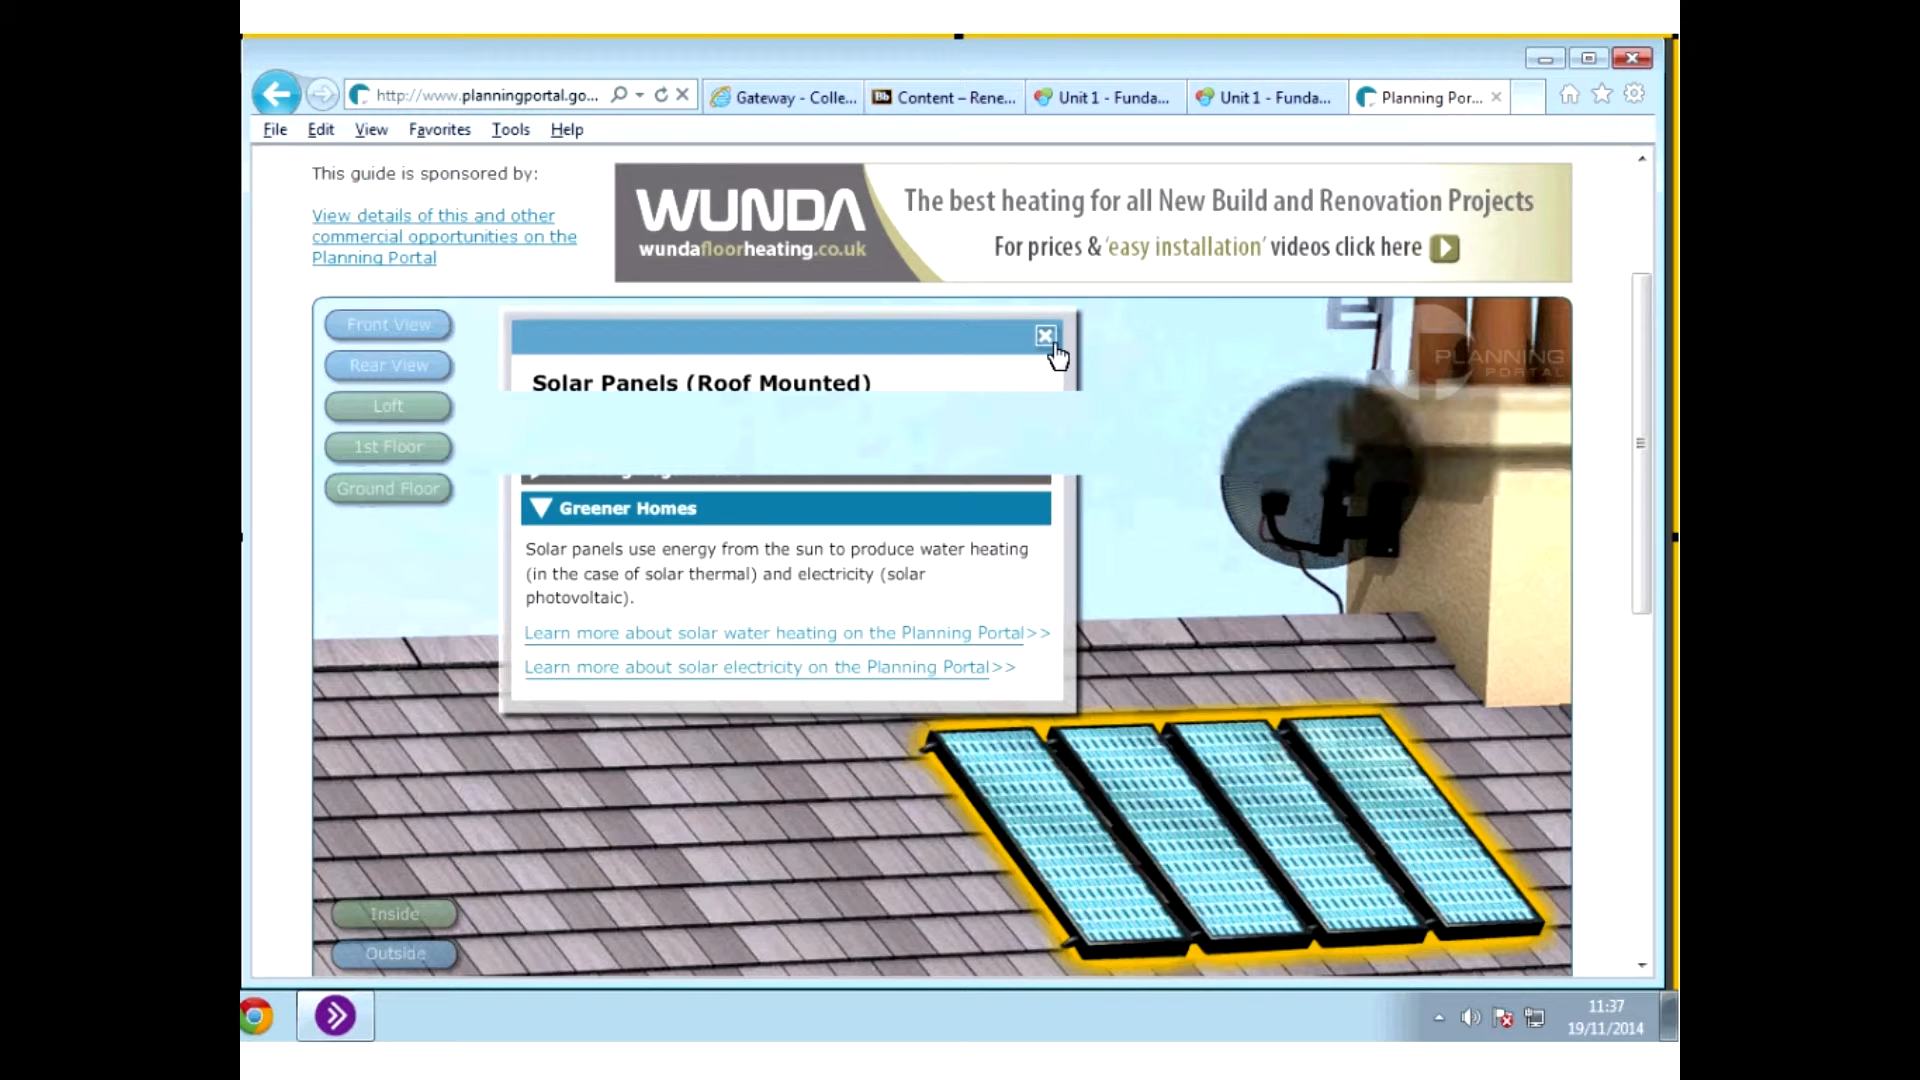 http://www.planningportal.go...
Gateway - Colle...
Bb Content – Rene...
Unit 1 - Funda...
Unit 1 - Funda...
Planning Por...
File Edit View Favorites Tools Help
This guide is sponsored by:
View details of this and other
commercial opportunities on the
Planning Portal
WUNDA
wundafloorheating.co.uk
The best heating for all New Build and Renovation Projects
For prices & 'easy installation' videos click here
Front View
Rear View
Loft
1st Floor
Ground Floor
PLANNING
PORTAL
Solar Panels (Roof Mounted)
Greener Homes
Solar panels use energy from the sun to produce water heating
(in the case of solar thermal) and electricity (solar
photovoltaic).
Learn more about solar water heating on the Planning Portal>>
Learn more about solar electricity on the Planning Portal>>
Inside
Outside
11:37
19/11/2014